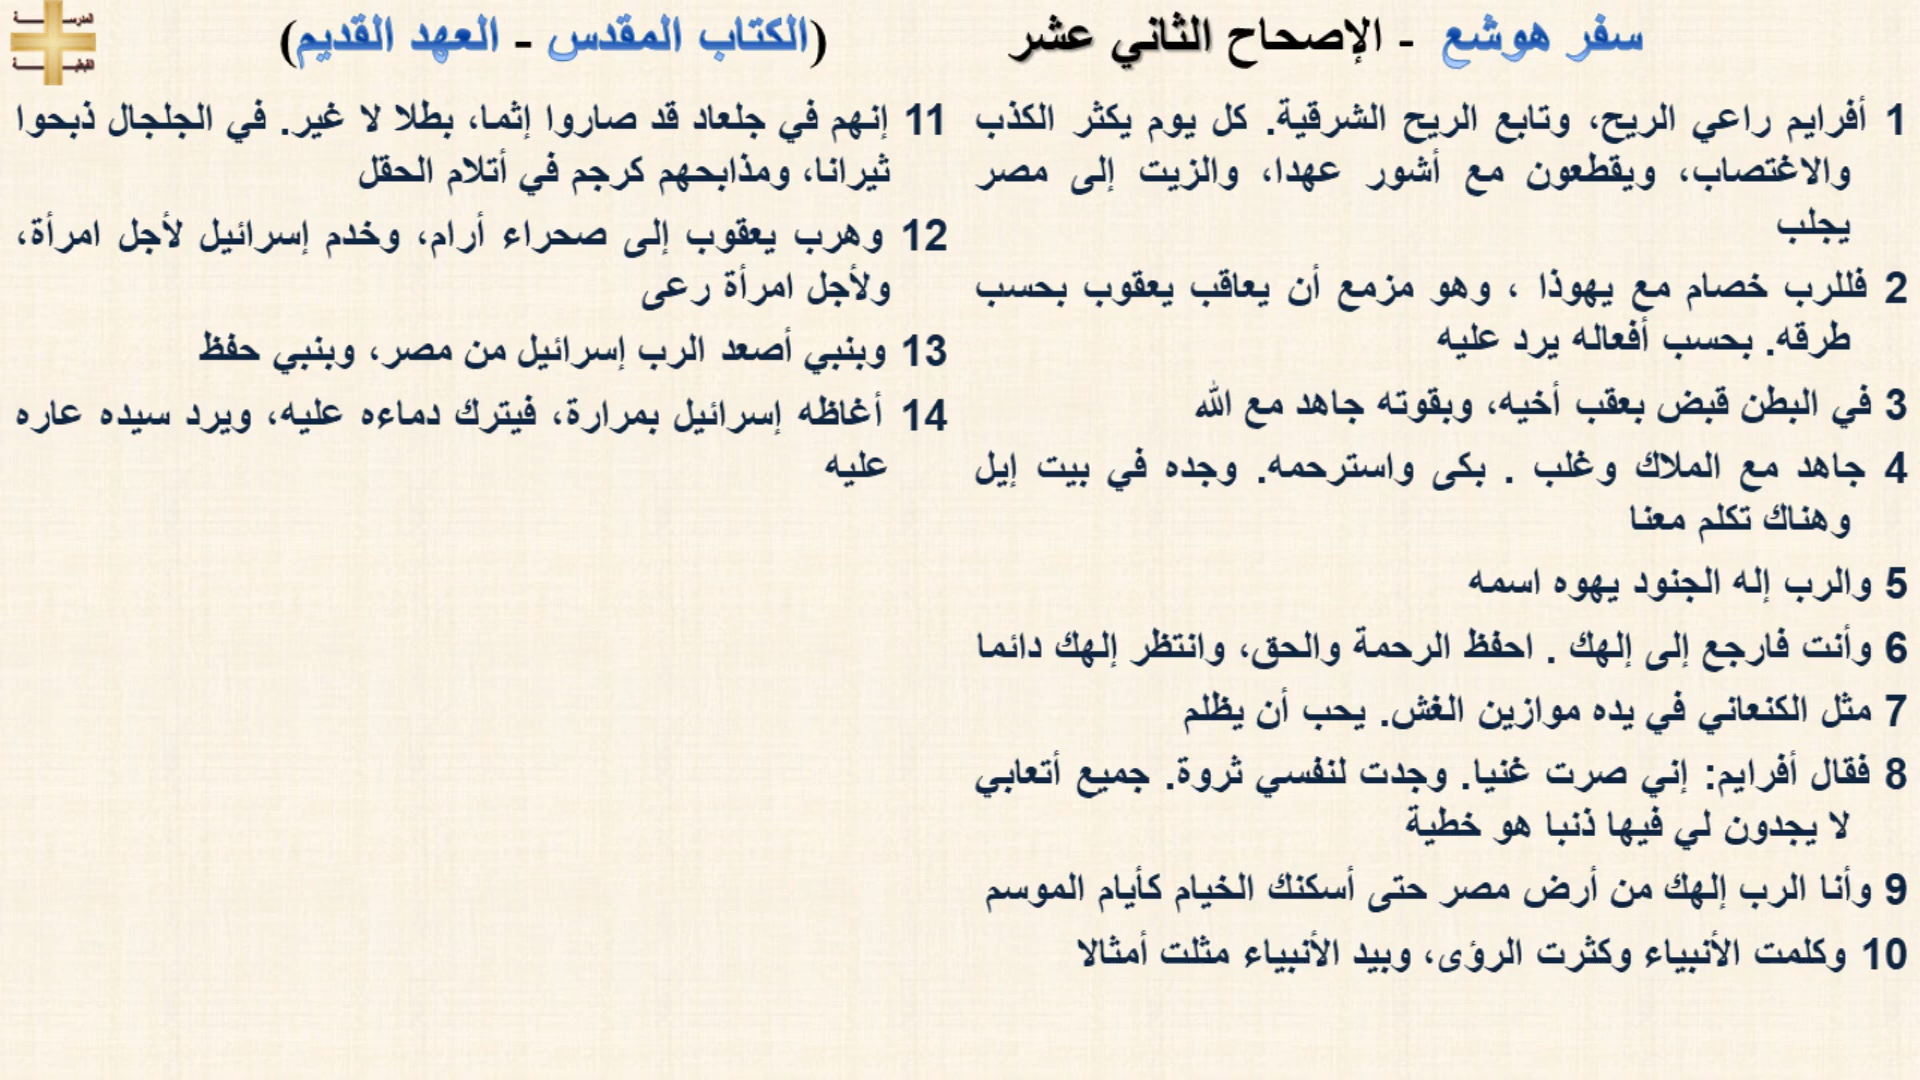 سفر هوشع - الإصحاح الثاني عشر (الكتاب المقدس - العهد القديم)
1 أفرايم راعي الريح، وتابع الريح الشرقية. كل يوم يكثر الكذب
والاغتصاب، ويقطعون مع أشور عهدا، والزيت إلى مصر
يجلب
2 فللرب خصام مع يهوذا ، وهو مزمع أن يعاقب يعقوب بحسب
طرقه. بحسب أفعاله يرد عليه
3 في البطن قبض بعقب أخيه، وبقوته جاهد مع الله
4 جاهد مع الملاك وغلب . بكى واسترحمه. وجده في بيت إيل
وهناك تكلم معنا
5 والرب إله الجنود يهوه اسمه
6 وأنت فارجع إلى إلهك . احفظ الرحمة والحق، وانتظر إلهك دائما
7 مثل الكنعاني في يده موازين الغش. يحب أن يظلم
8 فقال أفرايم: إني صرت غنيا. وجدت لنفسي ثروة. جميع أتعابي
لا يجدون لي فيها ذنبا هو خطية
9 وأنا الرب إلهك من أرض مصر حتى أسكنك الخيام كأيام الموسم
10 وكلمت الأنبياء وكثرت الرؤى، وبيد الأنبياء مثلت أمثالا
11 إنهم في جلعاد قد صاروا إثما، بطلا لا غير. في الجلجال ذبحوا
ثيرانا، ومذابحهم كرجم في أتلام الحقل
12 وهرب يعقوب إلى صحراء أرام، وخدم إسرائيل لأجل امرأة،
ولأجل امرأة رعى
13 وبنبي أصعد الرب إسرائيل من مصر، وبنبي حفظ
14 أغاظه إسرائيل بمرارة، فيترك دماءه عليه، ويرد سيده عاره
عليه